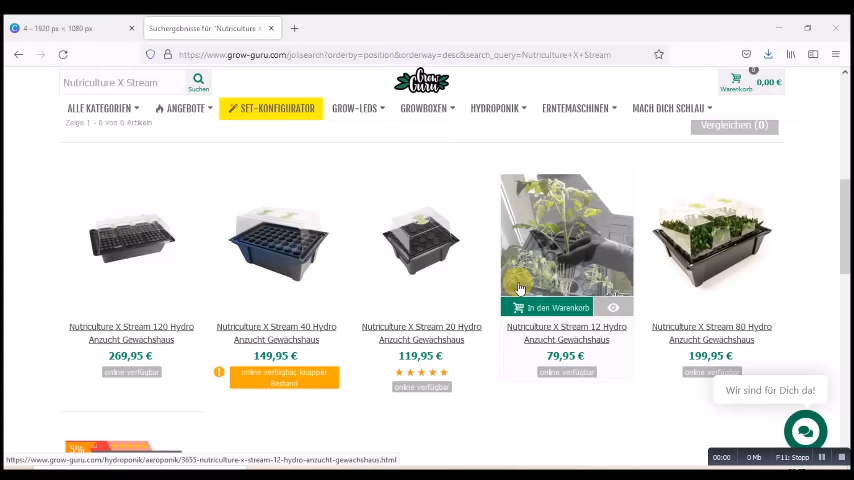 4 – 1920 px × 1080 px
Suchergebnisse für "Nutriculture X
https://www.grow-guru.com/jolisearch?orderby=position&orderway=desc&search_query=Nutriculture+X+Stream
Nutriculture X Stream
Suchen
Grow Guru
0
Warenkorb
0,00 €
ALLE KATEGORIEN
ANGEBOTE
SET-KONFIGURATOR
GROW-LEDS
GROWBOXEN
HYDROPONIK
ERNTEMASCHINEN
MACH DICH SCHLAU
Zeige 1 - 6 von 6 Artikeln
Vergleichen (0)
In den Warenkorb
Nutriculture X Stream 120 Hydro
Anzucht Gewächshaus
269,95 €
online verfügbar
Nutriculture X Stream 40 Hydro
Anzucht Gewächshaus
149,95 €
online verfügbar, knapper
Bestand
Nutriculture X Stream 20 Hydro
Anzucht Gewächshaus
119,95 €
online verfügbar
Nutriculture X Stream 12 Hydro
Anzucht Gewächshaus
79,95 €
online verfügbar
Nutriculture X Stream 80 Hydro
Anzucht Gewächshaus
199,95 €
online verfügbar
Wir sind für Dich da!
5%
https://www.grow-guru.com/hydroponik/aeroponik/3655-nutriculture-x-stream-12-hydro-anzucht-gewachshaus.html
00:00
0 Mb
F11: Stopp